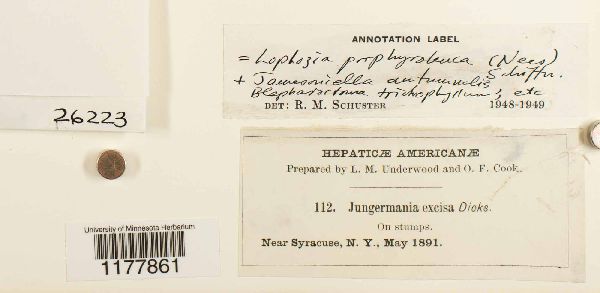 ANNOTATION LABEL
= Lophozia porphyroleuca (Nees)
Schiffn.
+ Jamesoniella autumnalis
Blepharostoma trichophyllum, etc
DET: R. M. SCHUSTER 1948-1949
26223
HEPATICÆ AMERICANÆ
Prepared by L. M. Underwood and O. F. Cook.
112. Jungermania excisa Dicks.
On stumps.
Near Syracuse, N. Y., May 1891.
University of Minnesota Herbarium
1177861